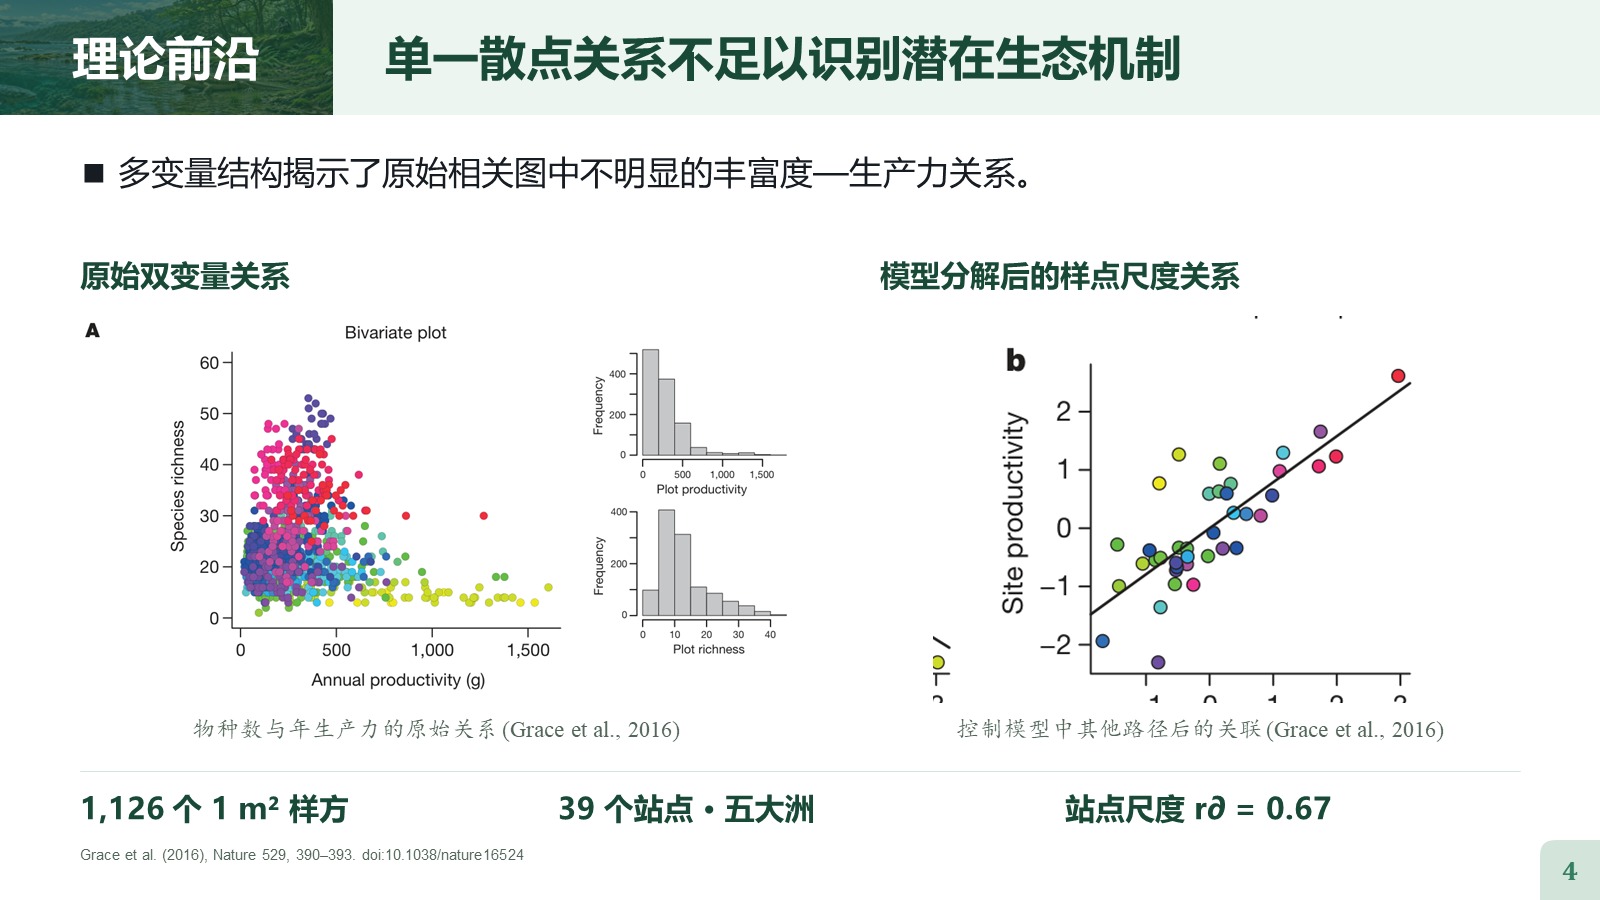 理论前沿
单一散点关系不足以识别潜在生态机制
■ 多变量结构揭示了原始相关图中不明显的丰富度—生产力关系。
原始双变量关系
模型分解后的样点尺度关系
A
Bivariate plot
Species richness
60
50
40
30
20
0
0 500 1,000 1,500
Annual productivity (g)
Frequency
400
200
0
0 500 1,000 1,500
Plot productivity
Frequency
400
200
0
0 10 20 30 40
Plot richness
b
Site productivity
2
1
0
−1
−2
物种数与年生产力的原始关系 (Grace et al., 2016)
控制模型中其他路径后的关联 (Grace et al., 2016)
1,126 个 1 m² 样方
39 个站点 • 五大洲
站点尺度 r∂ = 0.67
Grace et al. (2016), Nature 529, 390–393. doi:10.1038/nature16524
4